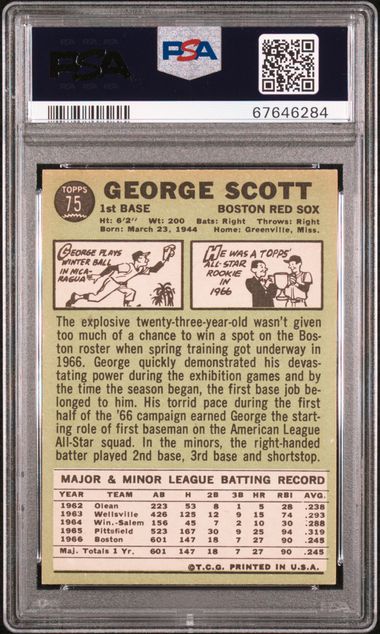 PSA
PSA
67646284
TOPPS
75
GEORGE SCOTT
1st BASE BOSTON RED SOX
Ht: 6'2" Wt: 200 Bats: Right Throws: Right
Born: March 23, 1944 Home: Greenville, Miss.
GEORGE PLAYS
WINTER BALL
IN NICA-
RAGUA
HE WAS A TOPPS
ALL-STAR
ROOKIE
IN
1966
The explosive twenty-three-year-old wasn't given
too much of a chance to win a spot on the Bos-
ton roster when spring training got underway in
1966. George quickly demonstrated his devas-
tating power during the exhibition games and by
the time the season began, the first base job be-
longed to him. His torrid pace during the first
half of the '66 campaign earned George the start-
ing role of first baseman on the American League
All-Star squad. In the minors, the right-handed
batter played 2nd base, 3rd base and shortstop.
MAJOR & MINOR LEAGUE BATTING RECORD
YEAR TEAM AB H 2B 3B HR RBI AVG.
1962 Olean 223 53 8 1 5 28 .238
1963 Wellsville 426 125 12 9 15 74 .293
1964 Win.-Salem 156 45 7 2 10 30 .288
1965 Pittsfield 523 167 30 9 25 94 .319
1966 Boston 601 147 18 7 27 90 .245
Maj. Totals 1 Yr. 601 147 18 7 27 90 .245
©T.C.G. PRINTED IN U.S.A.